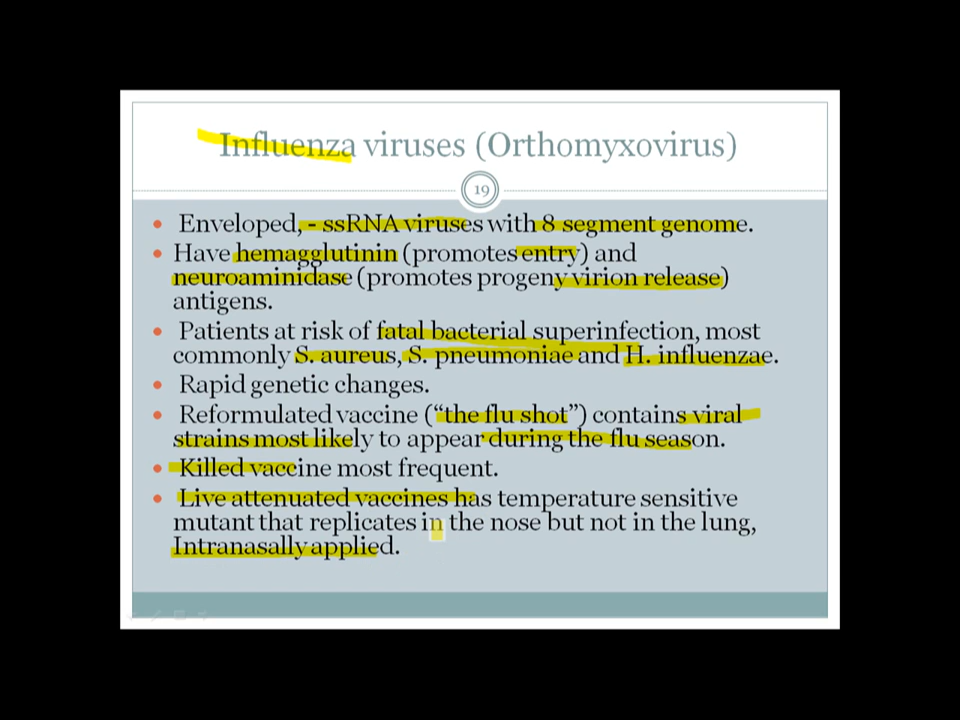 Influenza viruses (Orthomyxovirus)
19
• Enveloped, - ssRNA viruses with 8 segment genome.
• Have hemagglutinin (promotes entry) and
neuroaminidase (promotes progeny virion release)
antigens.
• Patients at risk of fatal bacterial superinfection, most
commonly S. aureus, S. pneumoniae and H. influenzae.
• Rapid genetic changes.
• Reformulated vaccine (“the flu shot”) contains viral
strains most likely to appear during the flu season.
• Killed vaccine most frequent.
• Live attenuated vaccines has temperature sensitive
mutant that replicates in the nose but not in the lung,
Intranasally applied.